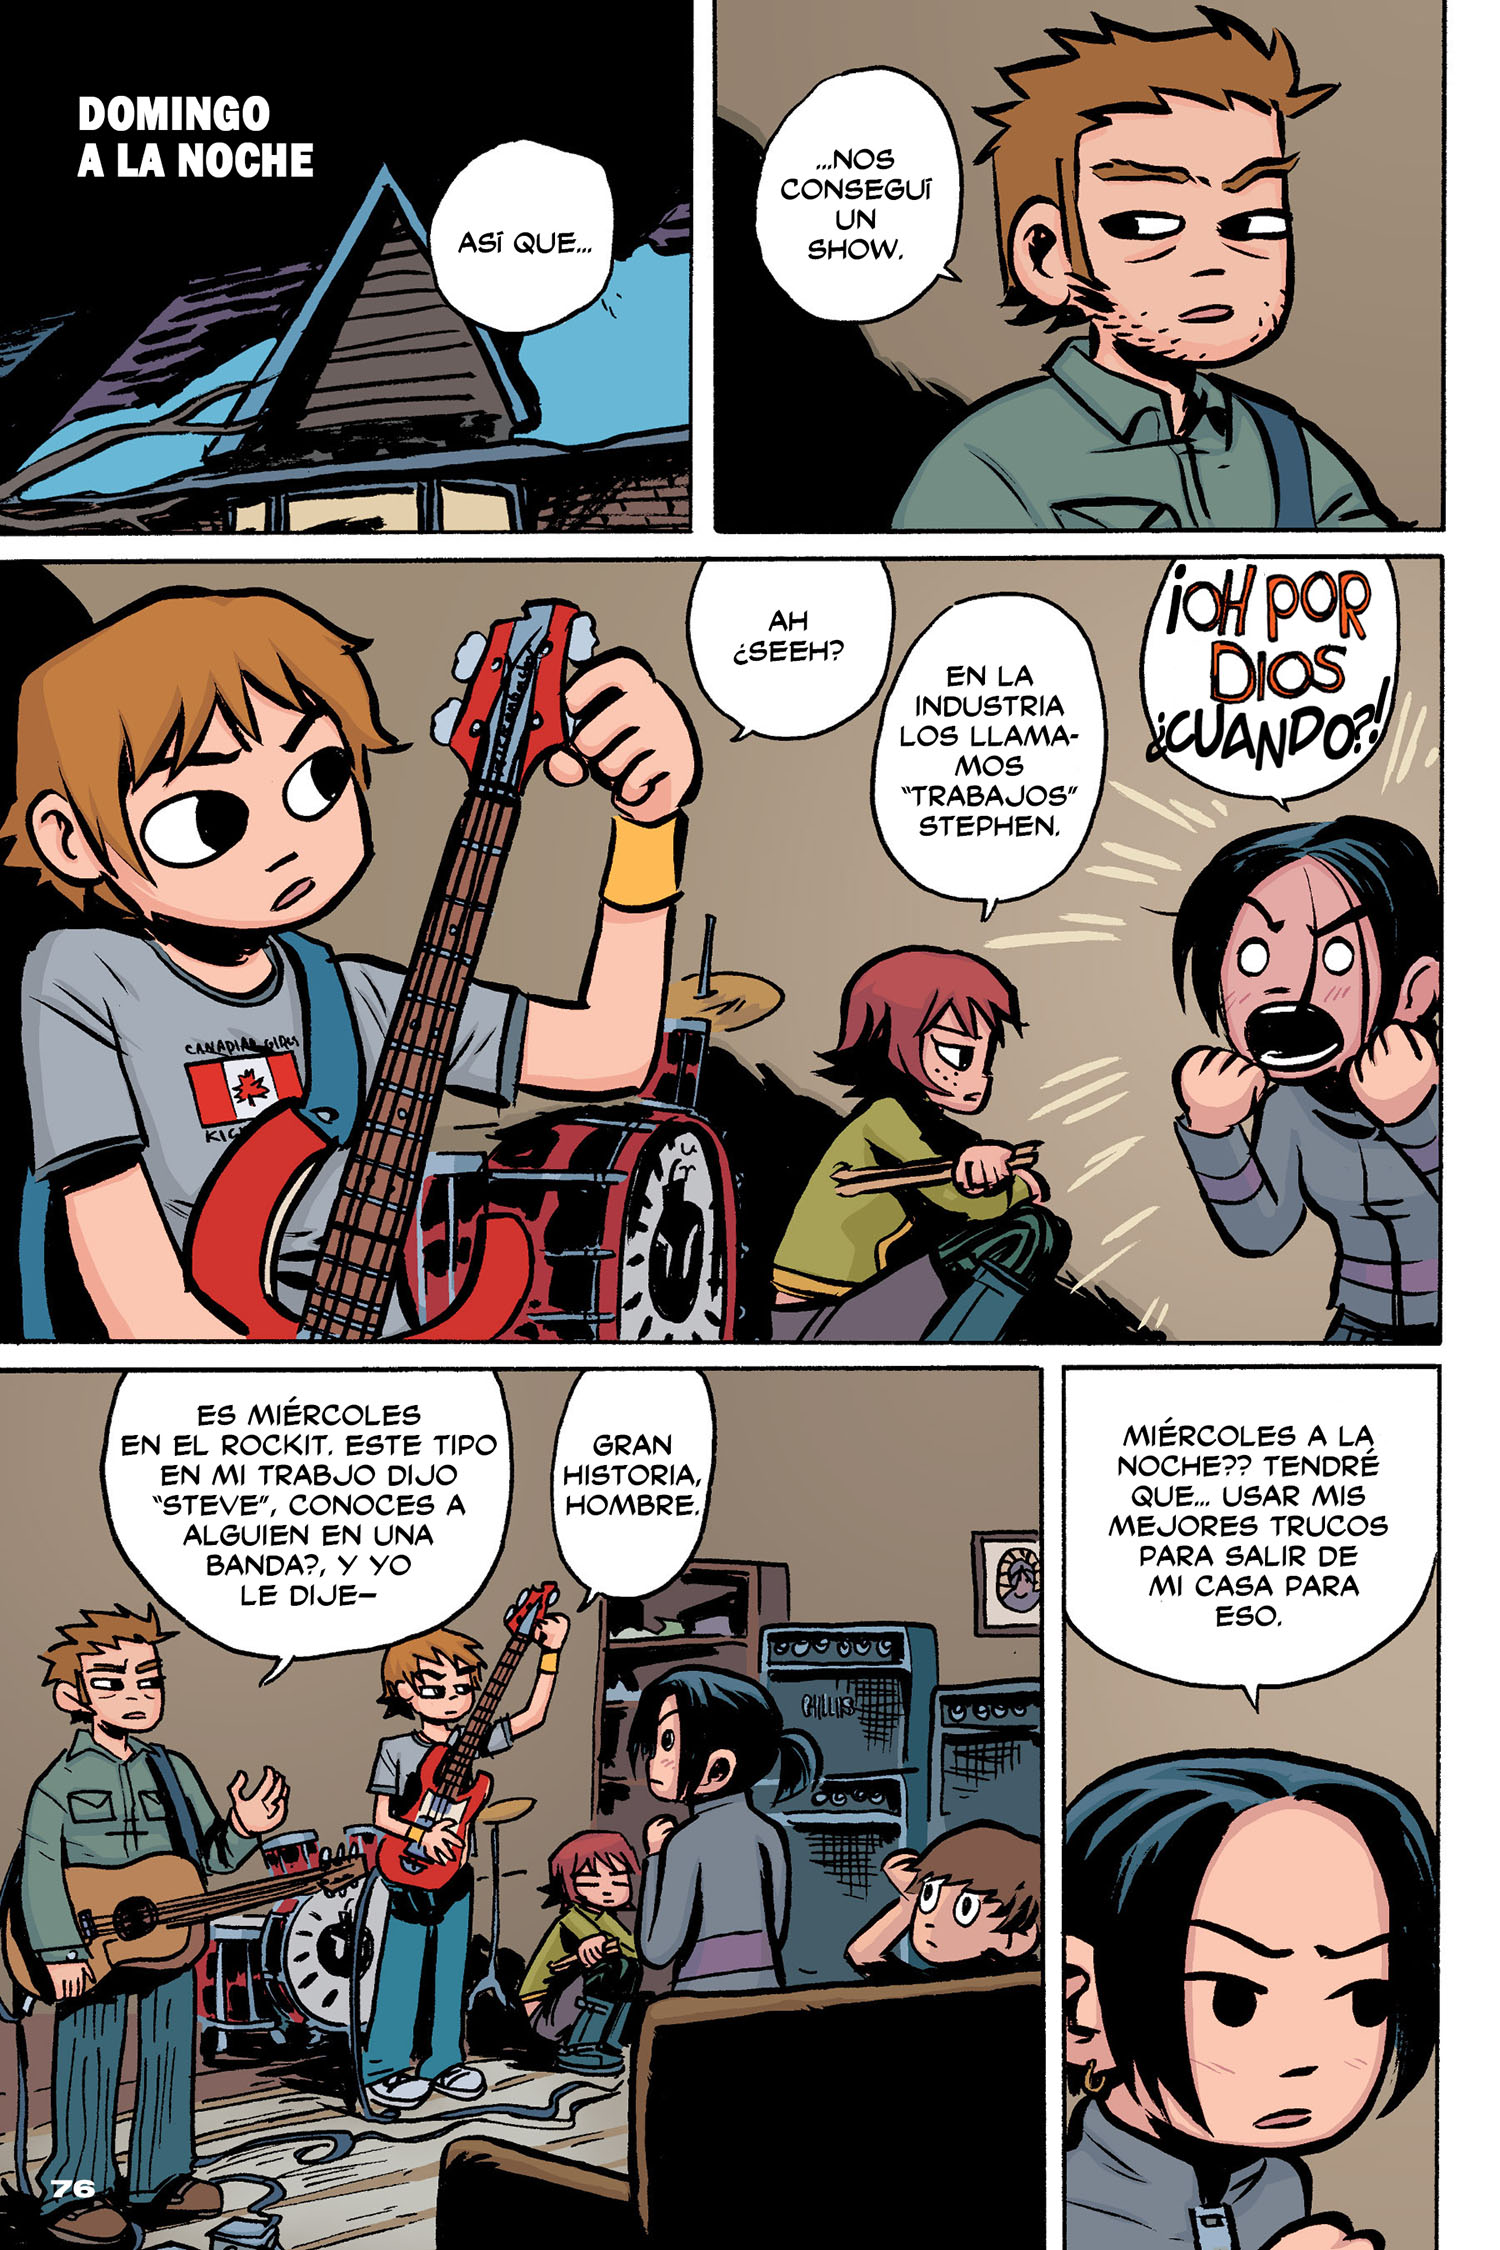 DOMINGO
A LA NOCHE
ASÍ QUE...
...NOS
CONSEGUÍ
UN
SHOW.
AH
¿SEEH?
EN LA
INDUSTRIA
LOS LLAMA-
MOS
“TRABAJOS”
STEPHEN.
¡OH POR
DIOS
¿CUANDO?!
CANADIAN GIRLS
KICK
ES MIÉRCOLES
EN EL ROCKIT. ESTE TIPO
EN MI TRABJO DIJO
“STEVE”, CONOCES A
ALGUIEN EN UNA
BANDA?, Y YO
LE DIJE—
GRAN
HISTORIA,
HOMBRE.
MIÉRCOLES A LA
NOCHE?? TENDRÉ
QUE... USAR MIS
MEJORES TRUCOS
PARA SALIR DE
MI CASA PARA
ESO.
76